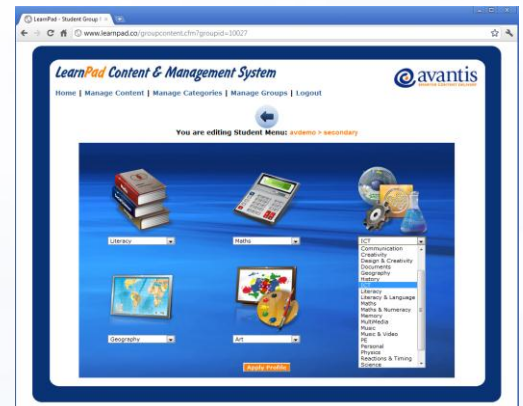 LearnPad - Student Group
www.learnpad.co/groupcontent.cfm?groupid=10027
LearnPad Content & Management System
avantis
Home | Manage Content | Manage Categories | Manage Groups | Logout
You are editing Student Menu: avdemo > secondary
Literacy
Maths
ICT
Communication
Creativity
Design & Creativity
Documents
Geography
History
ICT
Literacy
Literacy & Language
Maths
Maths & Numeracy
Memory
MultiMedia
Music
Music & Video
PE
Personal
Physics
Reactions & Timing
Science
Geography
Art
Apply Profile